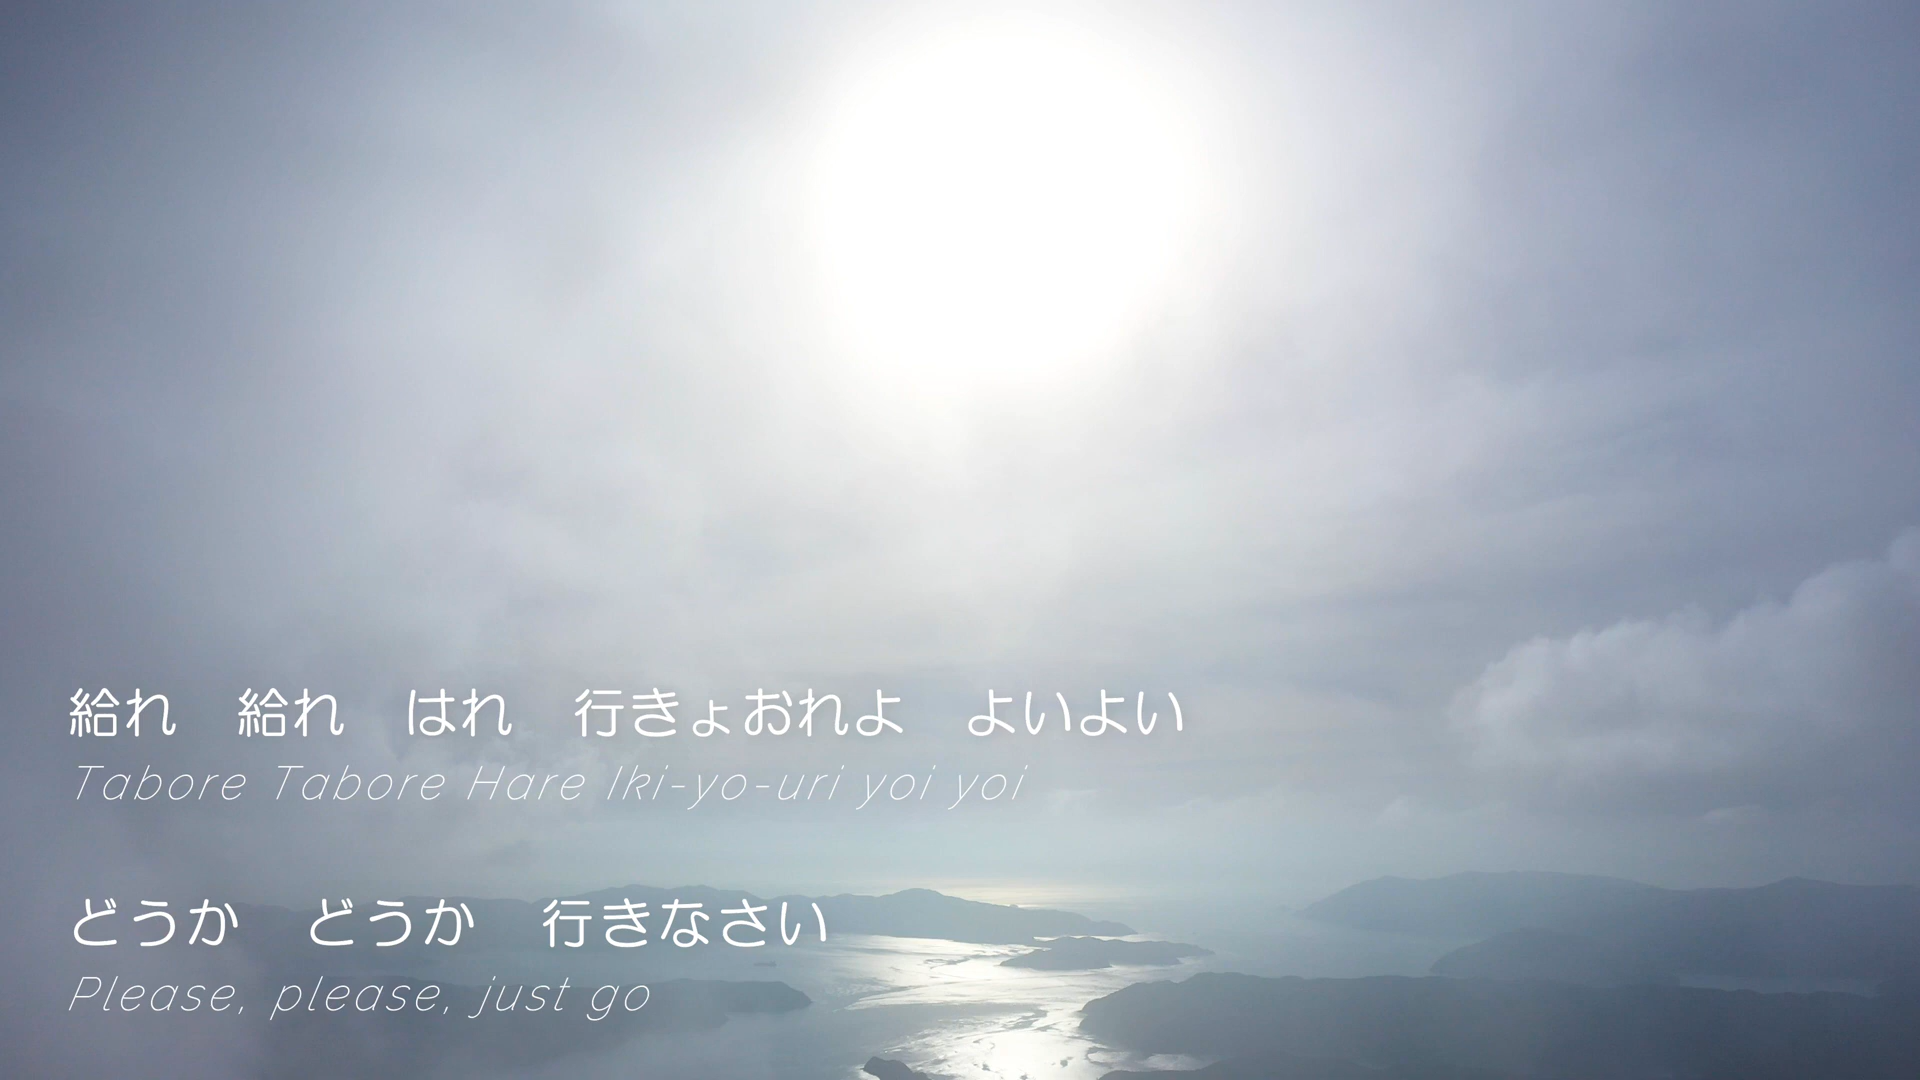 給れ　給れ　はれ　行きょおれよ　よいよい
Tabore Tabore Hare Iki-yo-uri yoi yoi
どうか　どうか　行きなさい
Please, please, just go